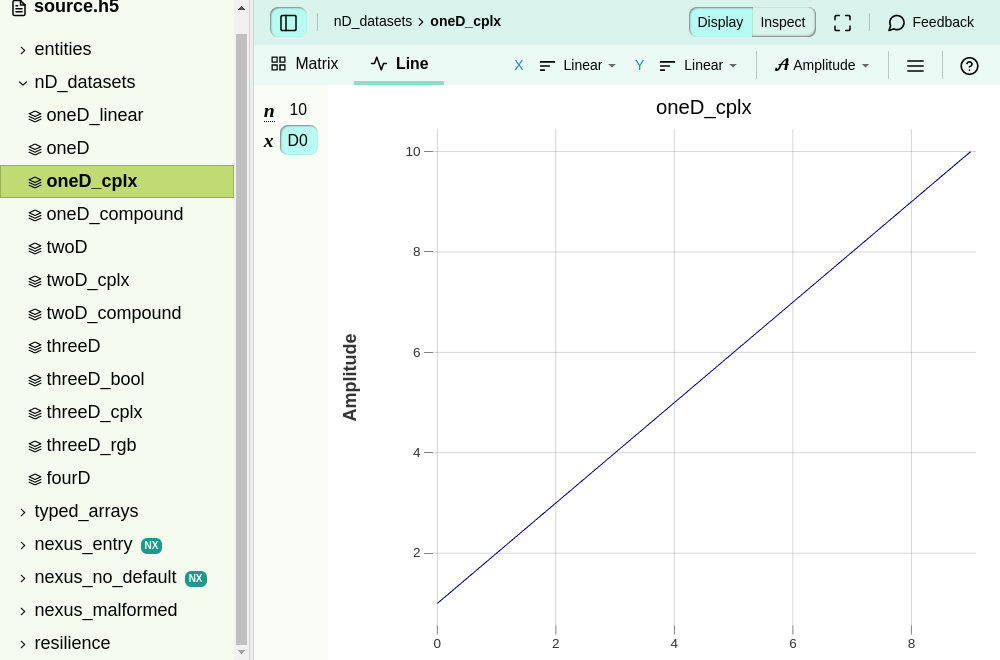 source.h5
entities
nD_datasets
oneD_linear
oneD
oneD_cplx
oneD_compound
twoD
twoD_cplx
twoD_compound
threeD
threeD_bool
threeD_cplx
threeD_rgb
fourD
typed_arrays
nexus_entry NX
nexus_no_default NX
nexus_malformed
resilience
nD_datasets › oneD_cplx
Display Inspect Feedback
Matrix Line X Linear Y Linear A Amplitude
n 10
x D0
oneD_cplx
Amplitude
10
8
6
4
2
0 2 4 6 8